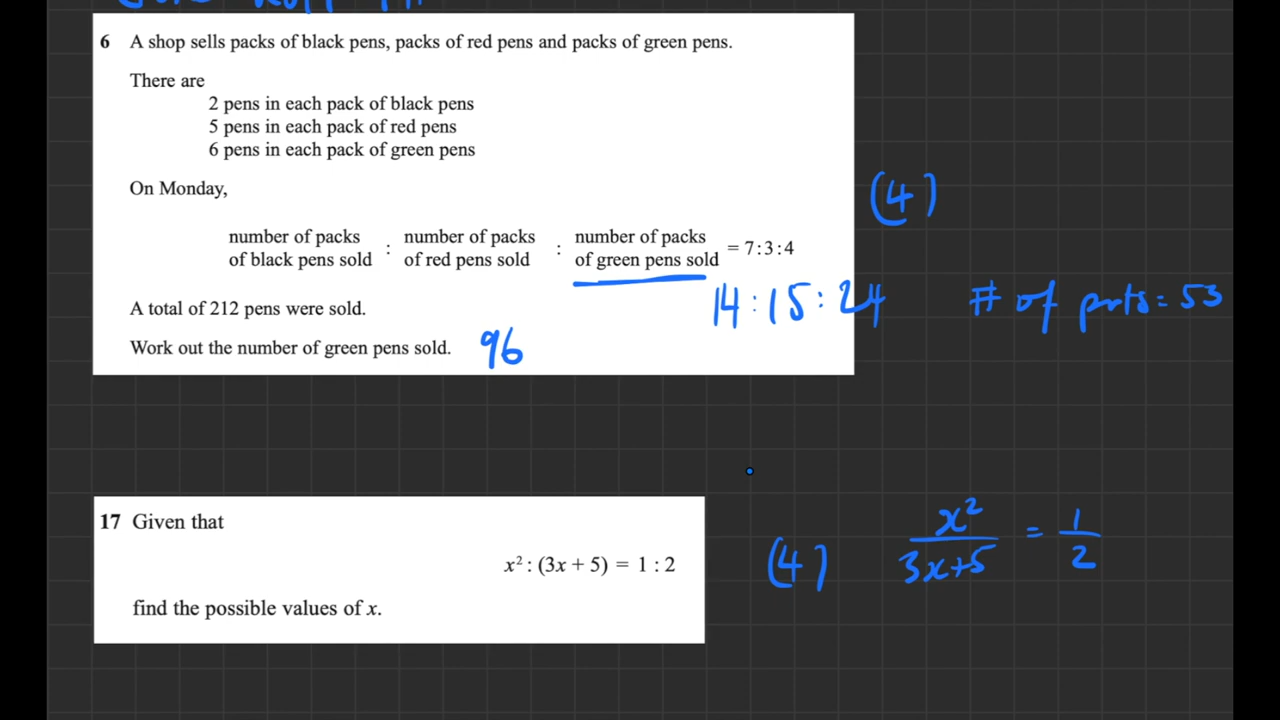 6 A shop sells packs of black pens, packs of red pens and packs of green pens.
There are
2 pens in each pack of black pens
5 pens in each pack of red pens
6 pens in each pack of green pens
On Monday,
(4)
number of packs of black pens sold : number of packs of red pens sold : number of packs of green pens sold = 7:3:4
14:15:24 # of parts = 53
A total of 212 pens were sold.
Work out the number of green pens sold. 96
17 Given that
x² : (3x + 5) = 1 : 2 (4) x²/3x+5 = 1/2
find the possible values of x.